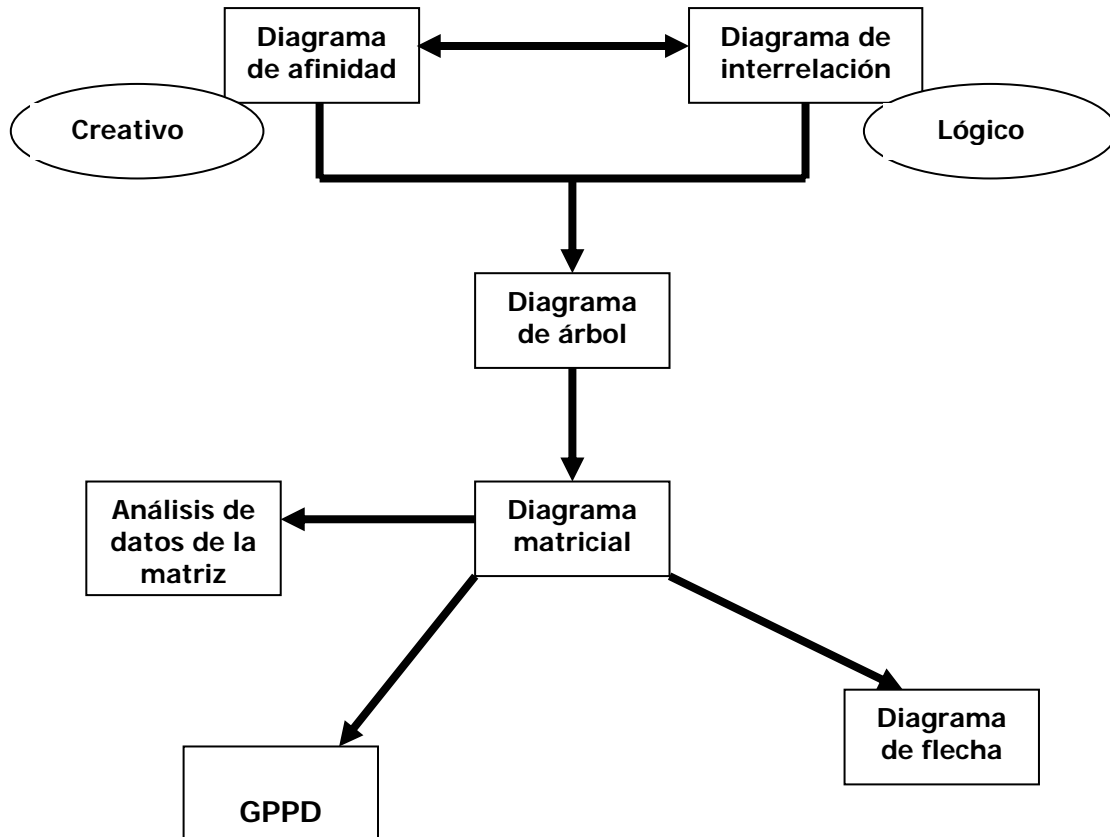 Diagrama
de afinidad
Diagrama de
interrelación
Creativo
Lógico
Diagrama
de árbol
Análisis de
datos de la
matriz
Diagrama
matricial
Diagrama
de flecha
GPPD